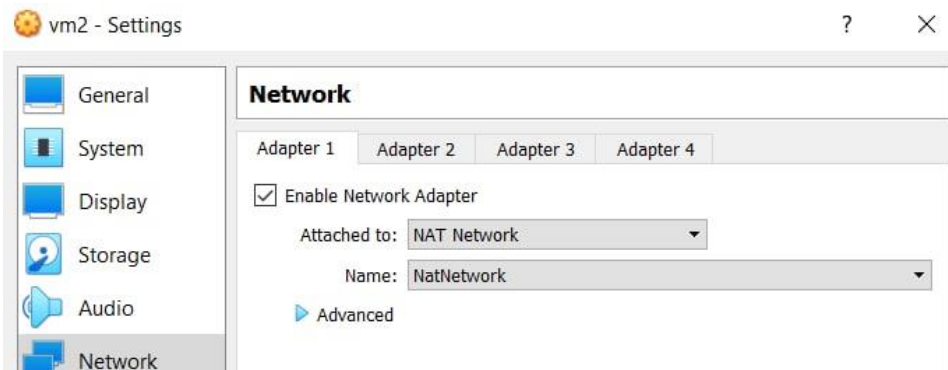 vm2 - Settings
?
General
System
Display
Storage
Audio
Network
Network
Adapter 1 Adapter 2 Adapter 3 Adapter 4
Enable Network Adapter
Attached to: NAT Network
Name: NatNetwork
Advanced